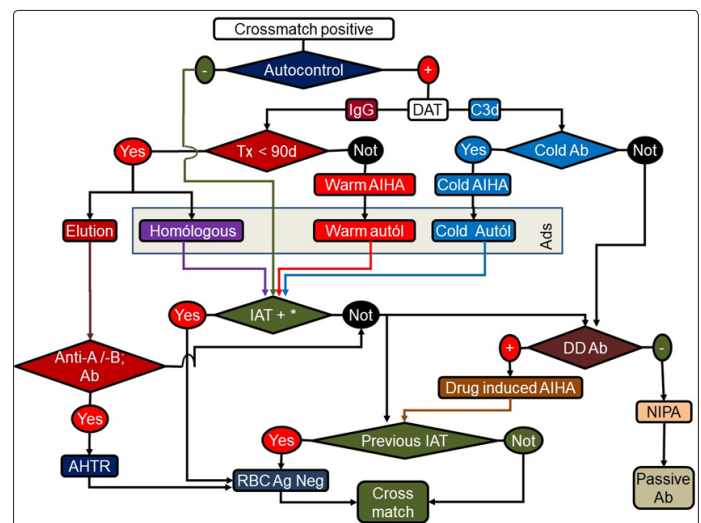 Crossmatch positive
-
Autocontrol
+
IgG
DAT
C3d
Yes
Tx < 90d
Not
Yes
Cold Ab
Not
Warm AIHA
Cold AIHA
Elution
Homólogous
Warm autól
Cold Autól
Ads
Yes
IAT + *
Not
+
DD Ab
-
Anti-A /-B;
Ab
Drug induced AIHA
NIPA
Yes
Yes
Previous IAT
Not
AHTR
RBC Ag Neg
Cross
match
Passive
Ab